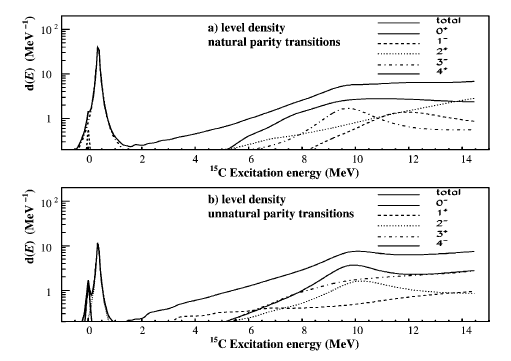 a) level density
natural parity transitions
total
0⁺
1⁻
2⁺
3⁻
4⁺
d(E) (MeV⁻¹)
10²
10
1
0 2 4 6 8 10 12 14
¹⁵C Excitation energy (MeV)
b) level density
unnatural parity transitions
total
0⁻
1⁺
2⁻
3⁺
4⁻
d(E) (MeV⁻¹)
10²
10
1
0 2 4 6 8 10 12 14
¹⁵C Excitation energy (MeV)